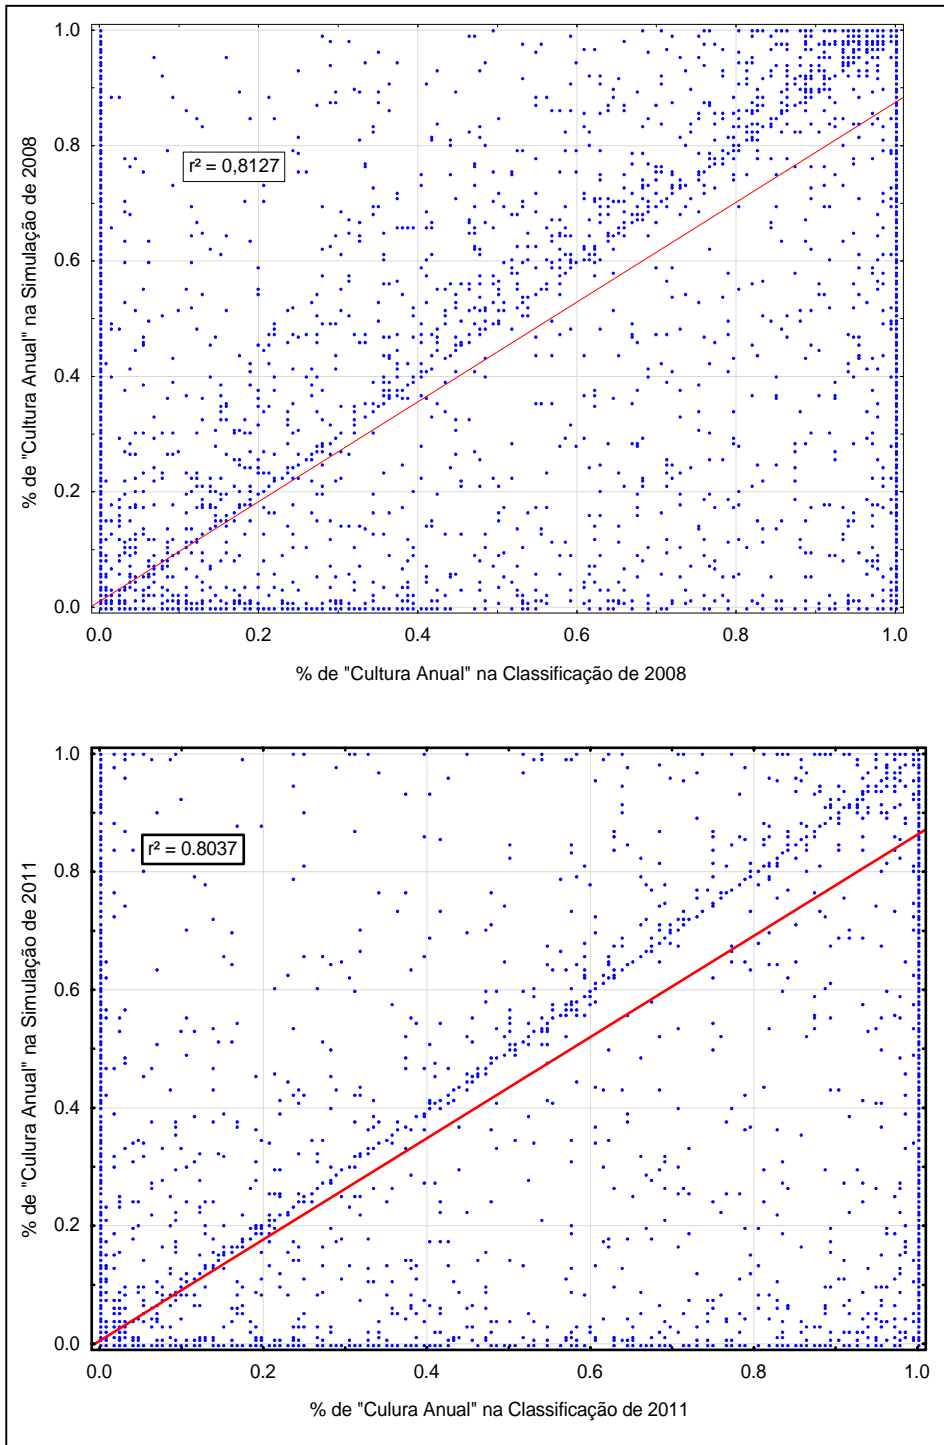 1.0
0.8
0.6
0.4
0.2
0.0
% de "Cultura Anual" na Simulação de 2008
r² = 0,8127
0.0 0.2 0.4 0.6 0.8 1.0
% de "Cultura Anual" na Classificação de 2008
1.0
0.8
0.6
0.4
0.2
0.0
% de "Culura Anual" na Simulação de 2011
r² = 0.8037
0.0 0.2 0.4 0.6 0.8 1.0
% de "Culura Anual" na Classificação de 2011